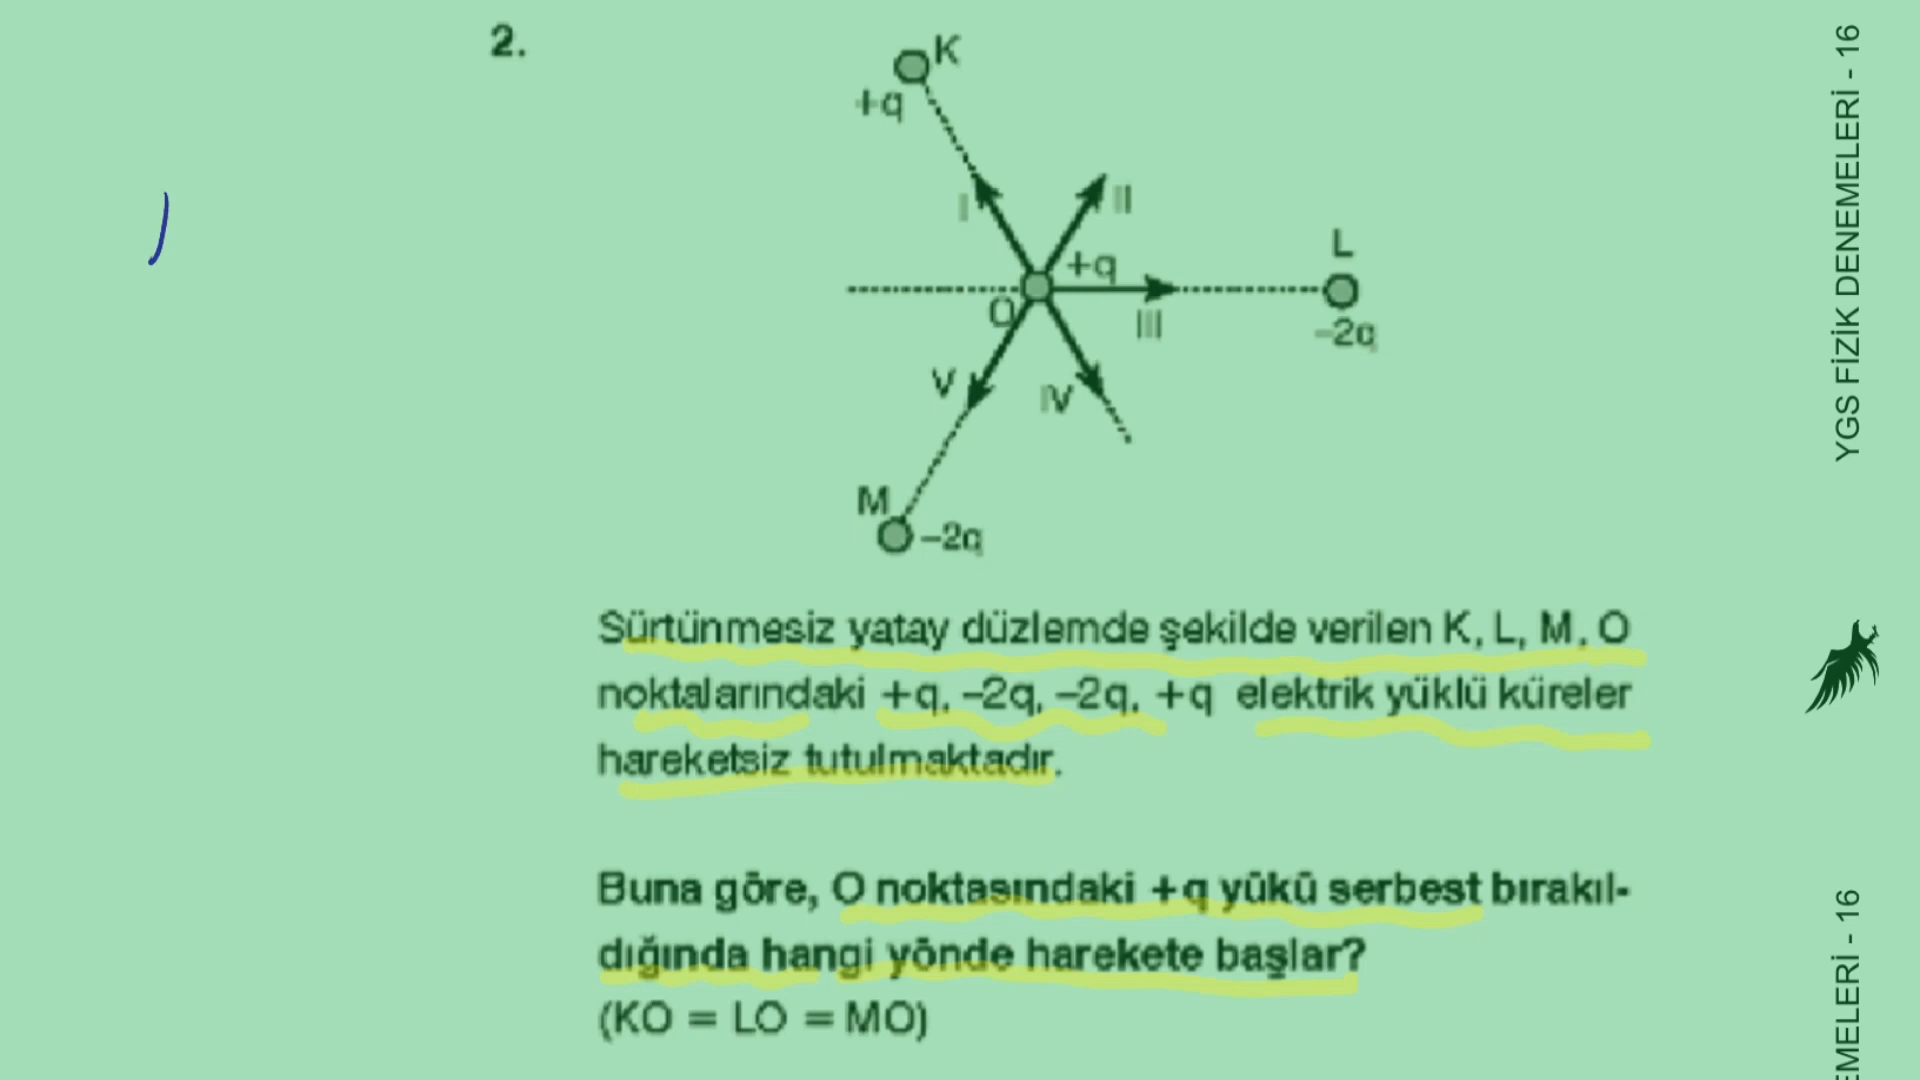 2.
K
+q
I
II
+q
L
O
III
-2q
V
IV
M
-2q
Sürtünmesiz yatay düzlemde şekilde verilen K, L, M, O
noktalarındaki +q, -2q, -2q, +q elektrik yüklü küreler
hareketsiz tutulmaktadır.
Buna göre, O noktasındaki +q yükü serbest bırakıl-
dığında hangi yönde harekete başlar?
(KO = LO = MO)
YGS FİZİK DENEMELERİ - 16
EMELERİ - 16